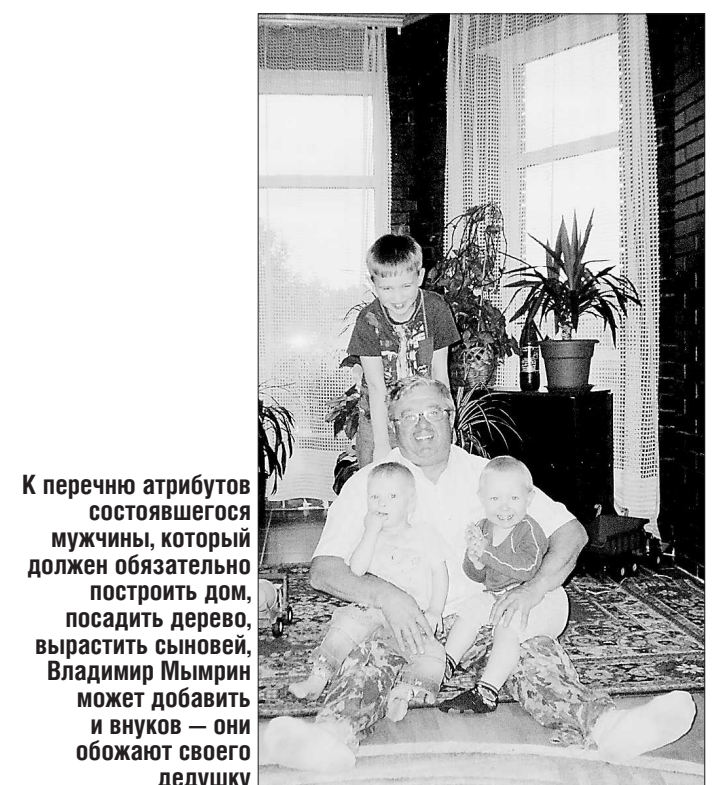 К перечню атрибутов
состоявшегося
мужчины, который
должен обязательно
построить дом,
посадить дерево,
вырастить сыновей,
Владимир Мымрин
может добавить
и внуков — они
обожают своего
дедушку